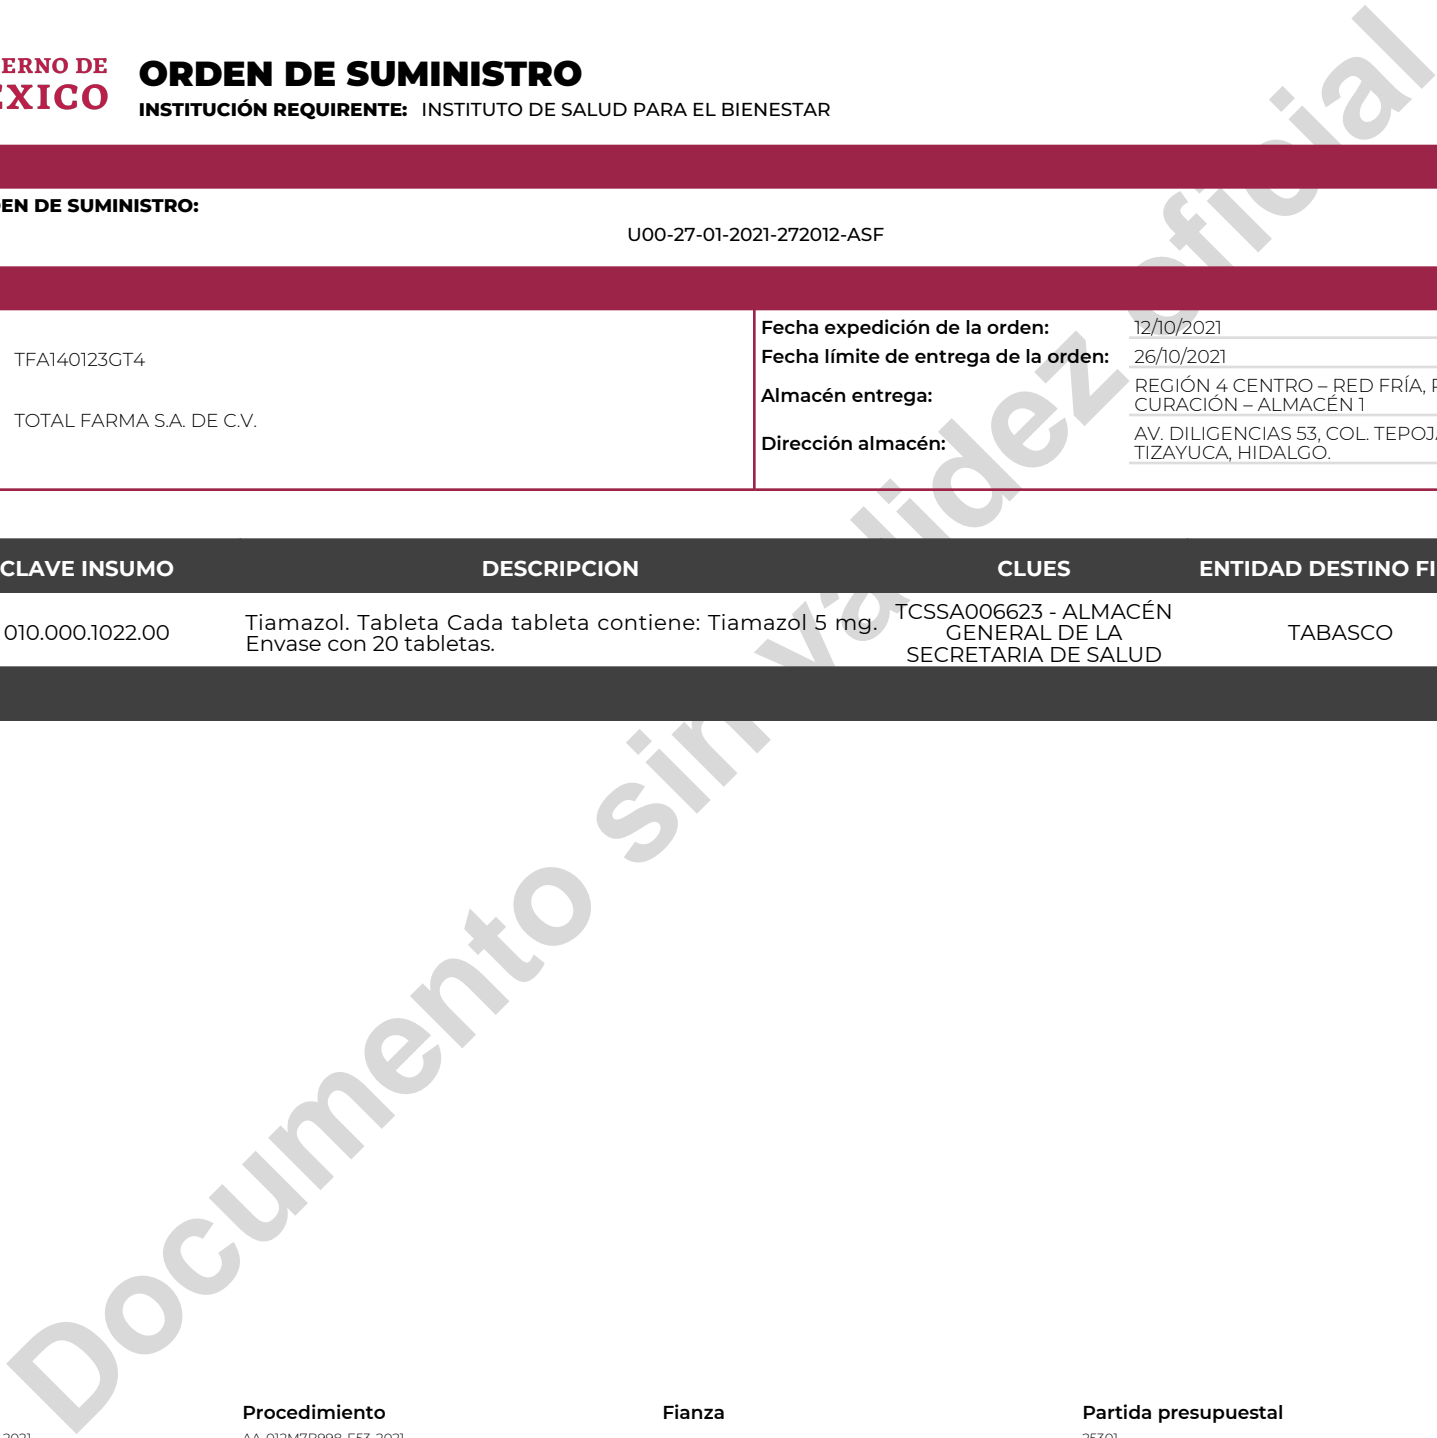 ORDEN DE SUMINISTRO
INSTITUCIÓN REQUIRENTE: INSTITUTO DE SALUD PARA EL BIENESTAR
EN DE SUMINISTRO:
U00-27-01-2021-272012-ASF
TFA140123GT4
TOTAL FARMA S.A. DE C.V.
Fecha expedición de la orden: 12/10/2021
Fecha límite de entrega de la orden: 26/10/2021
Almacén entrega: REGIÓN 4 CENTRO – RED FRÍA,
CURACIÓN – ALMACÉN 1
Dirección almacén: AV. DILIGENCIAS 53, COL. TEPOJ
TIZAYUCA, HIDALGO.
CLAVE INSUMO DESCRIPCION CLUES ENTIDAD DESTINO FI
010.000.1022.00
Tiamazol. Tableta Cada tableta contiene: Tiamazol 5 mg.
Envase con 20 tabletas.
TCSSA006623 - ALMACÉN
GENERAL DE LA
SECRETARIA DE SALUD
TABASCO
ERNO DE
EXICO
Documento sin validez oficial
Procedimiento Fianza Partida presupuestal